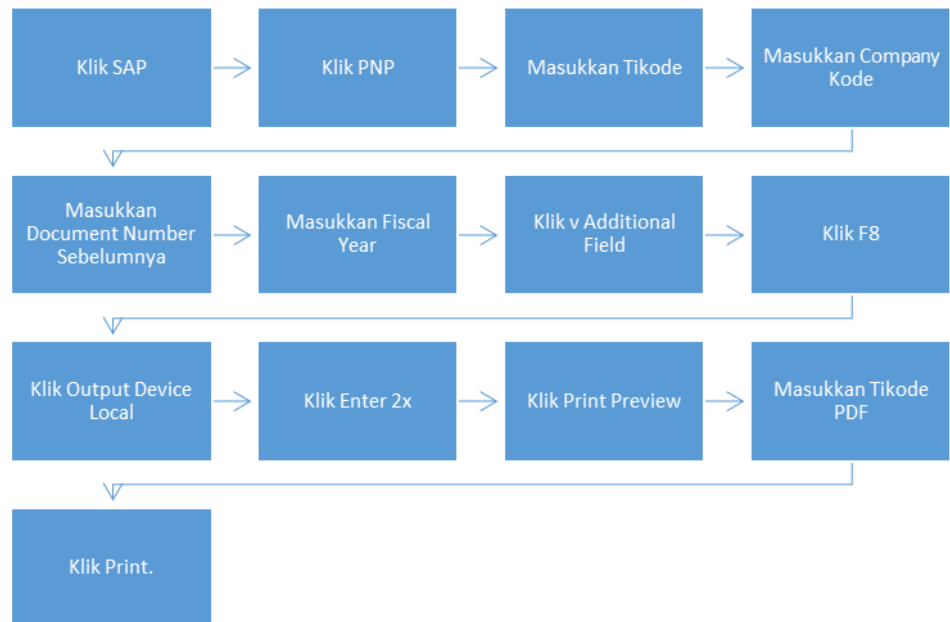 Klik SAP
Klik PNP
Masukkan Tikode
Masukkan Company
Kode
Masukkan
Document Number
Sebelumnya
Masukkan Fiscal
Year
Klik v Additional
Field
Klik F8
Klik Output Device
Local
Klik Enter 2x
Klik Print Preview
Masukkan Tikode
PDF
Klik Print.